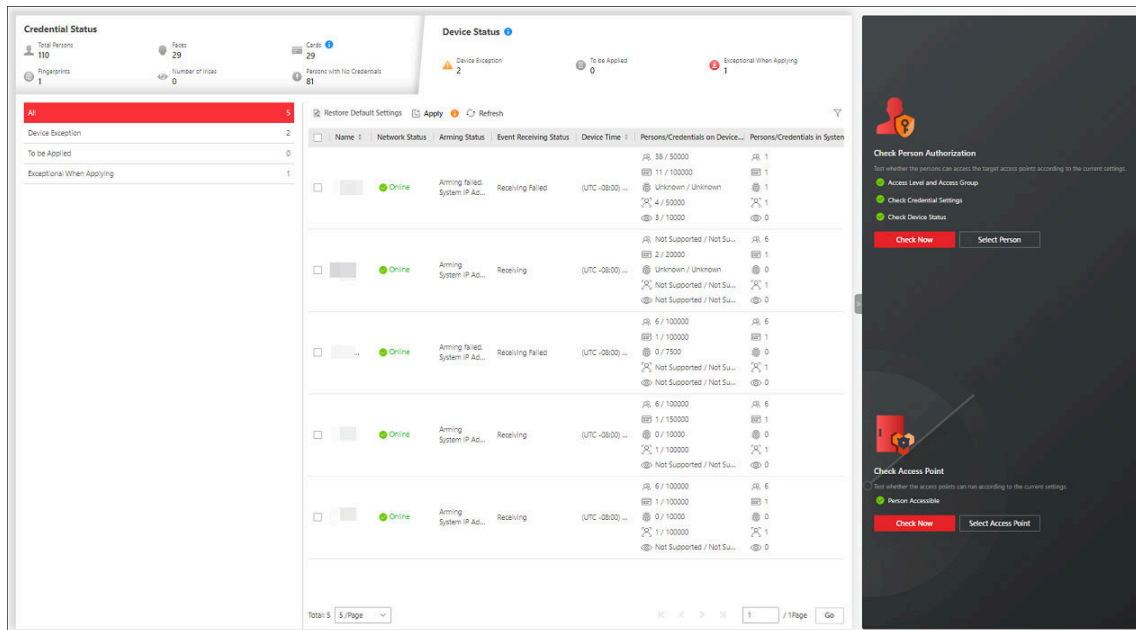 Credential Status
Total Persons
110
Faces
29
Cards
29
Fingerprints
1
Number of Irises
0
Persons with No Credentials
81
Device Status
Device Exception
2
To be Applied
0
Exceptional When Applying
1
All 5
Device Exception 2
To be Applied 0
Exceptional When Applying 1
Restore Default Settings Apply Refresh
Name Network Status Arming Status Event Receiving Status Device Time Persons/Credentials on Device... Persons/Credentials in System
38 / 50000 1
11 / 100000 1
Online Arming failed. System IP Ad... Receiving Failed (UTC -08:00) ... Unknown / Unknown 1
4 / 50000 1
3 / 10000 0
Not Supported / Not Su... 6
2 / 20000 1
Online Arming System IP Ad... Receiving (UTC -08:00) ... Unknown / Unknown 0
Not Supported / Not Su... 1
Not Supported / Not Su... 0
6 / 100000 6
1 / 100000 1
... Online Arming failed. System IP Ad... Receiving Failed (UTC -08:00) ... 0 / 7500 0
Not Supported / Not Su... 1
Not Supported / Not Su... 0
6 / 100000 6
1 / 150000 1
Online Arming System IP Ad... Receiving (UTC -08:00) ... 0 / 10000 0
1 / 100000 1
Not Supported / Not Su... 0
6 / 100000 6
1 / 100000 1
Online Arming System IP Ad... Receiving (UTC -08:00) ... 0 / 10000 0
1 / 100000 1
Not Supported / Not Su... 0
Total: 5 5 /Page 1 / 1Page Go
Check Person Authorization
Test whether the persons can access the target access points according to the current settings.
Access Level and Access Group
Check Credential Settings
Check Device Status
Check Now Select Person
Check Access Point
Test whether the access points can run according to the current settings.
Person Accessible
Check Now Select Access Point